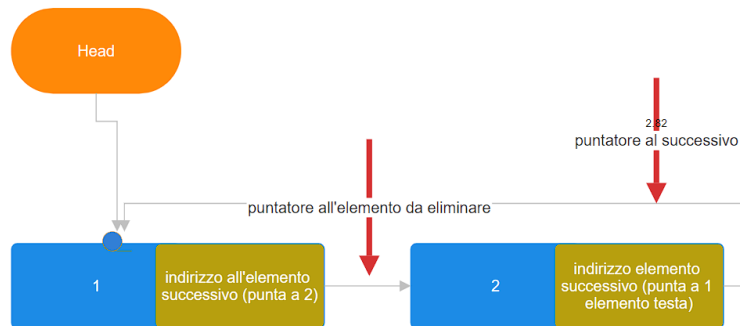 Head
2.82
puntatore al successivo
puntatore all'elemento da eliminare
1
indirizzo all'elemento
successivo (punta a 2)
2
indirizzo elemento
successivo (punta a 1
elemento testa)